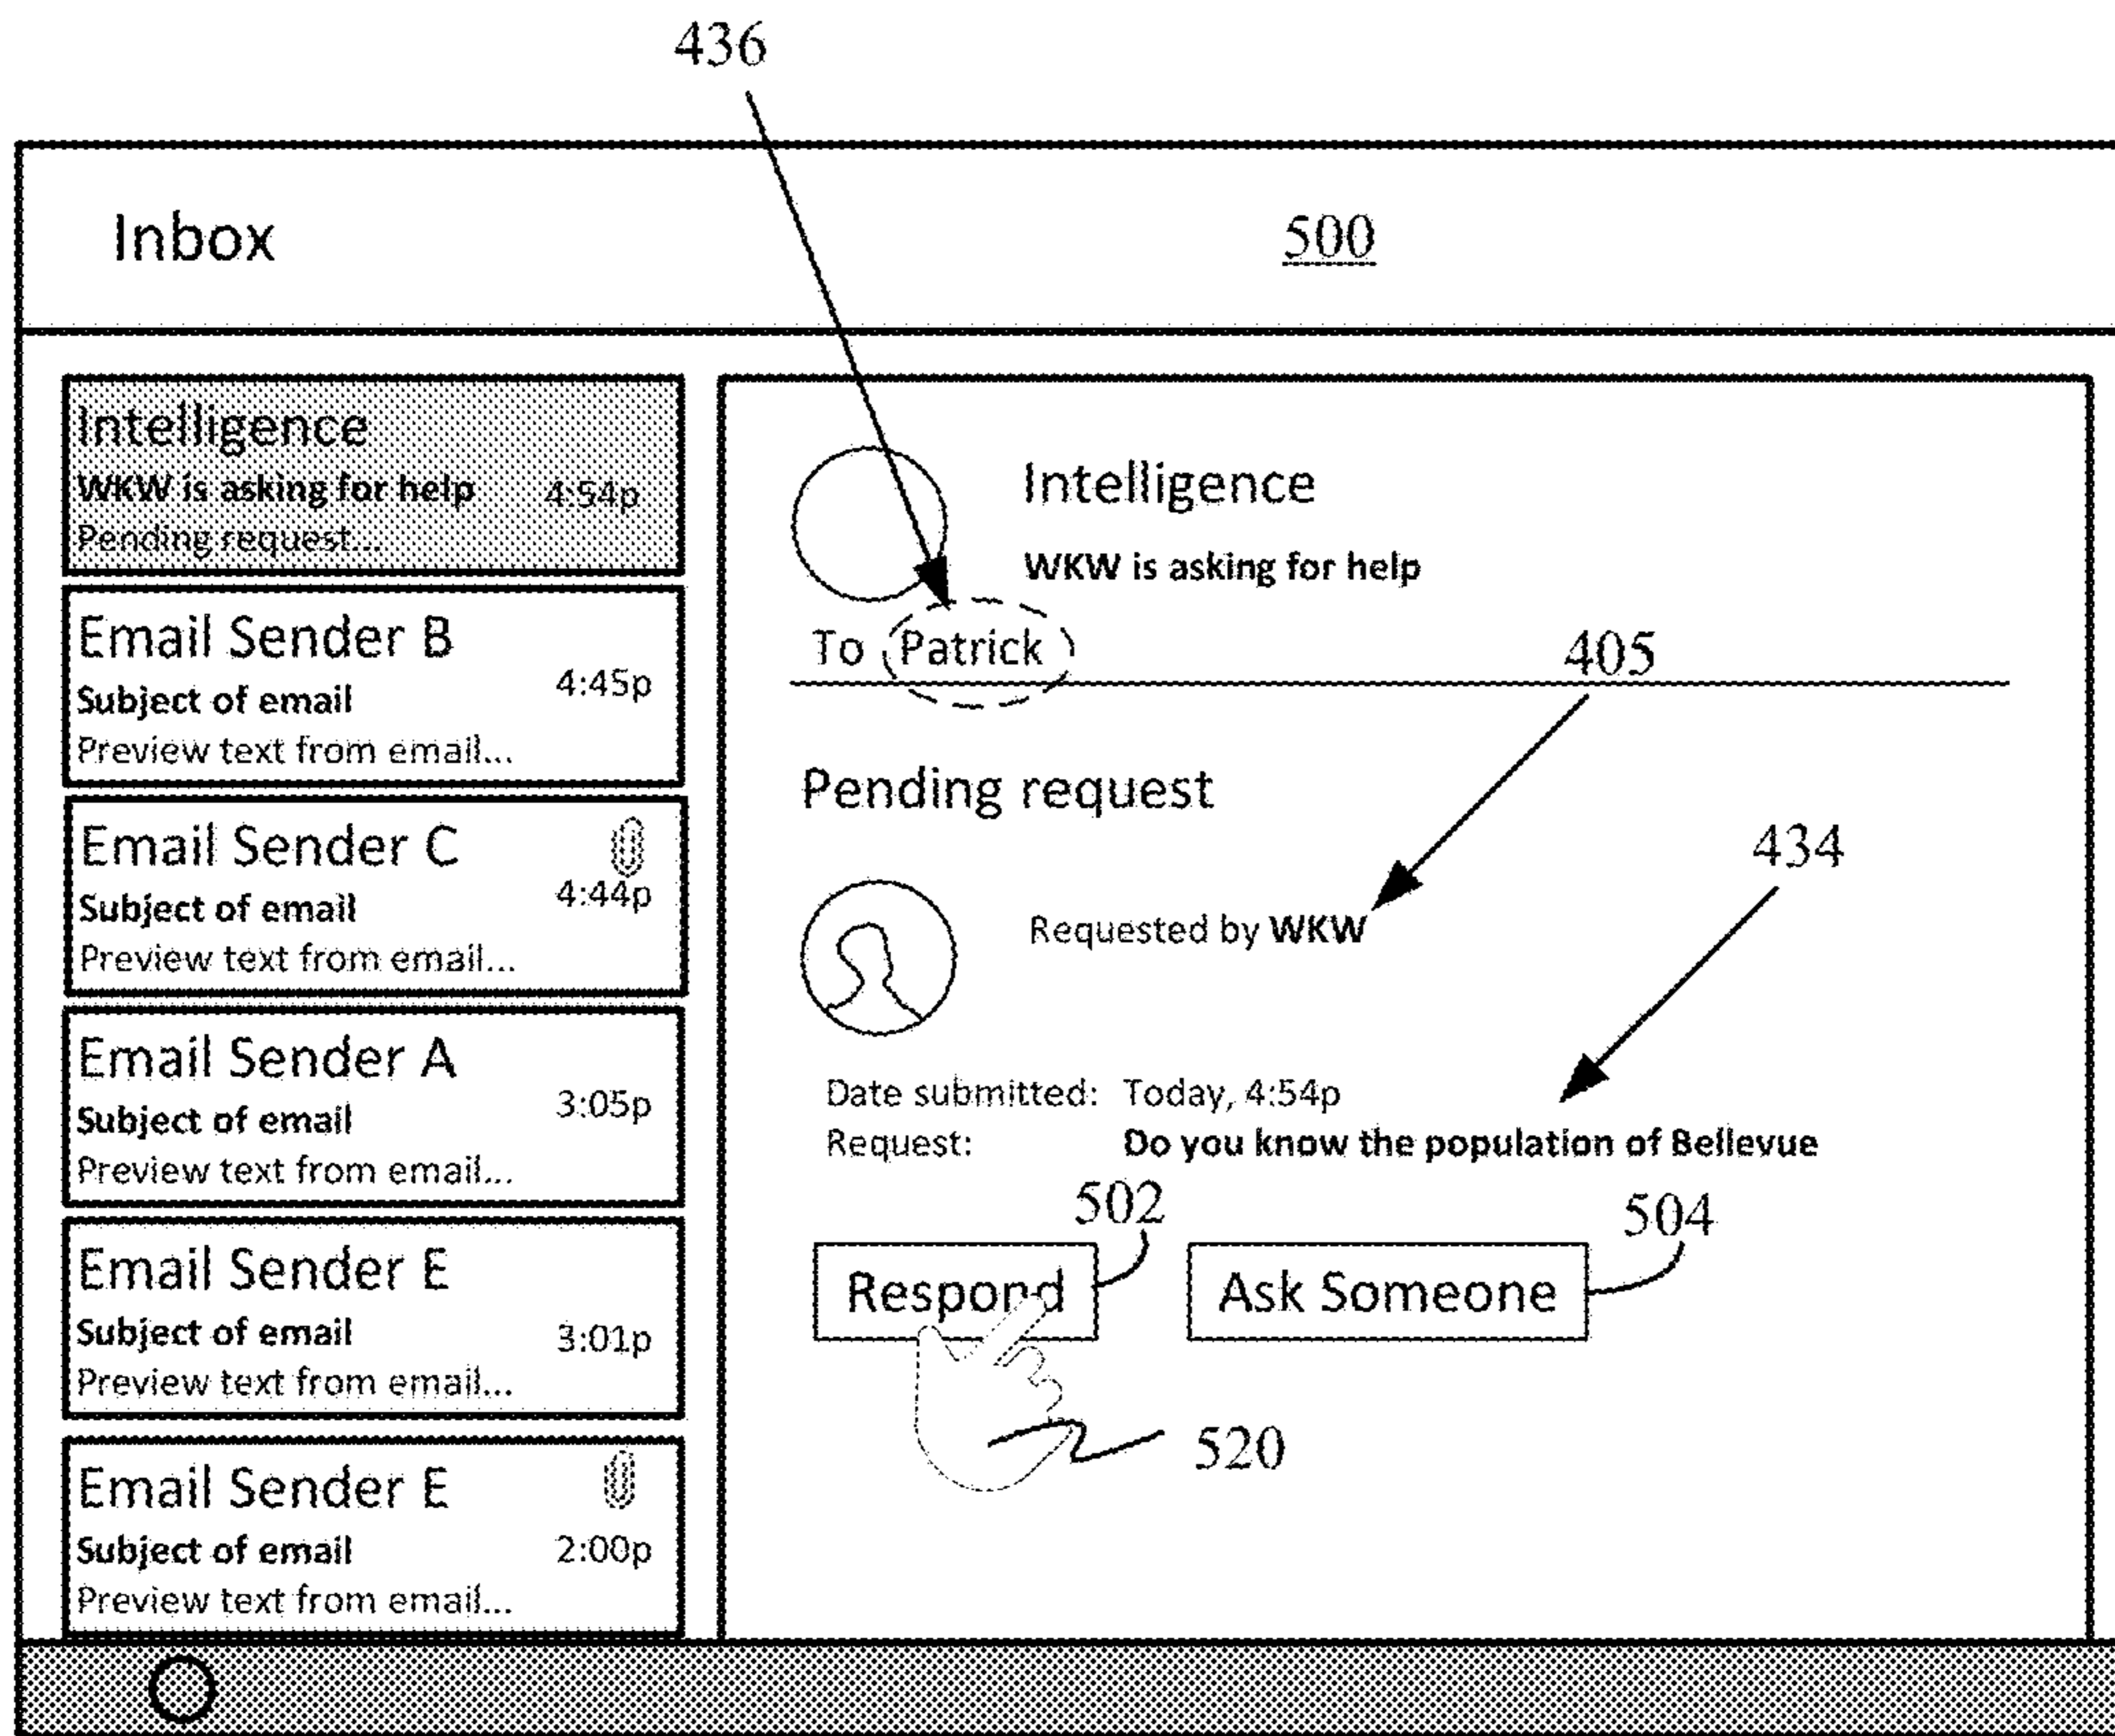 436
Inbox
500
Intelligence
WKW is asking for help 4:54p
Pending request...
Email Sender B
4:45p
Subject of email
Preview text from email...
Email Sender C
4:44p
Subject of email
Preview text from email...
Email Sender A
3:05p
Subject of email
Preview text from email...
Email Sender E
Subject of email 3:01p
Preview text from email...
Email Sender E
Subject of email 2:00p
Preview text from email...
Intelligence
WKW is asking for help
To Patrick
405
Pending request
434
Requested by WKW
Date submitted: Today, 4:54p
Request: Do you know the population of Bellevue
502
504
Respond
Ask Someone
520